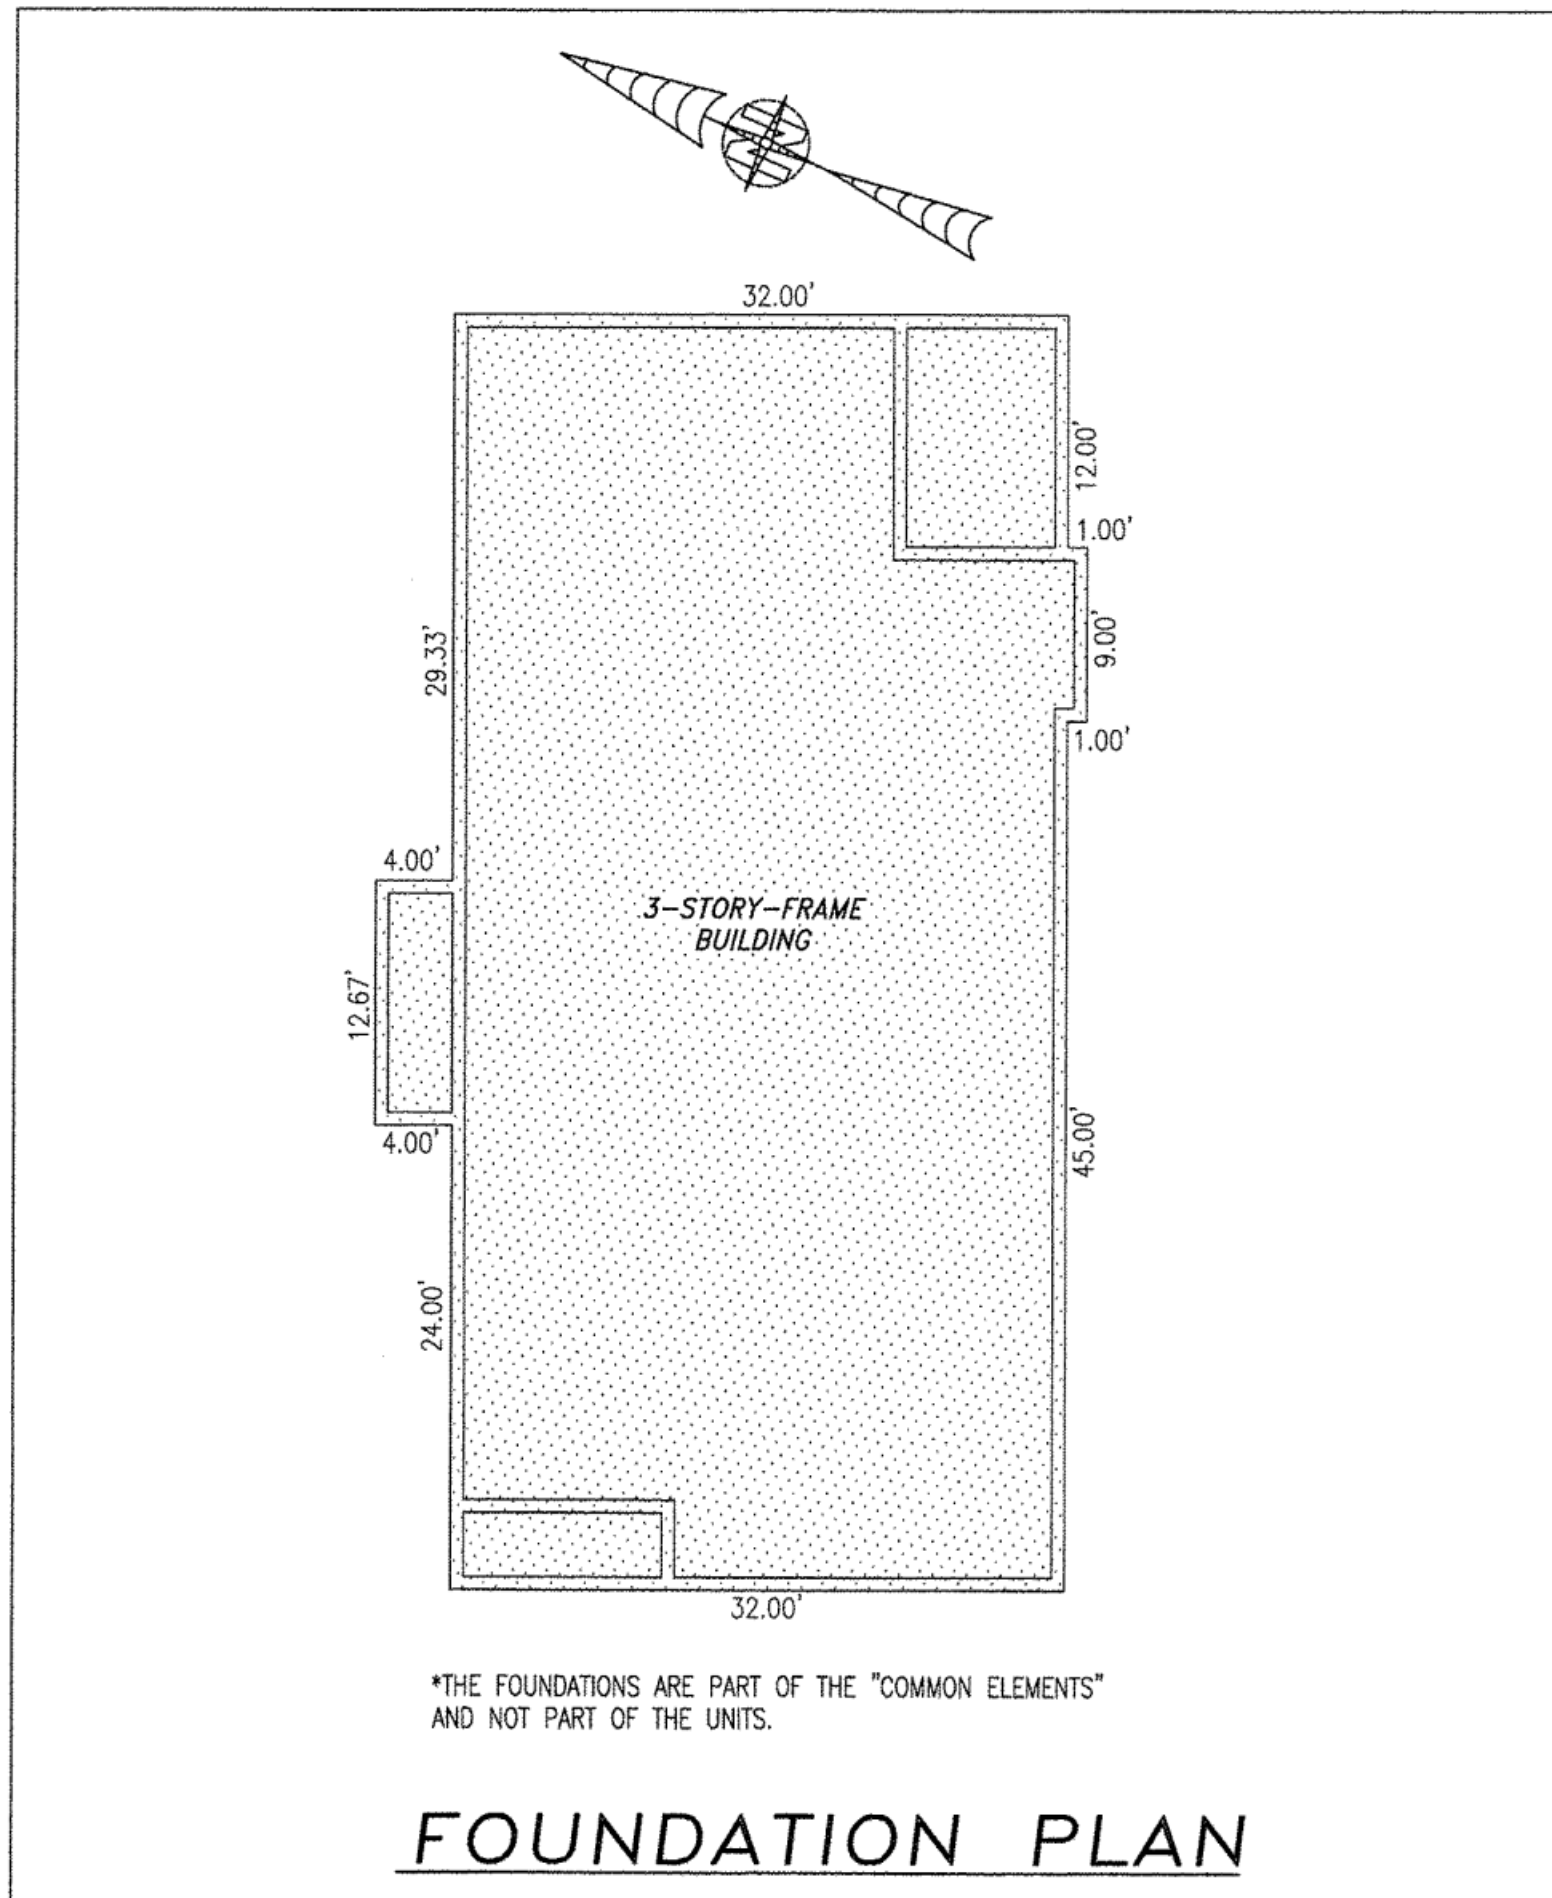 N
32.00'
12.00'
1.00'
9.00'
29.33'
1.00'
4.00'
3-STORY-FRAME
BUILDING
12.67'
4.00'
45.00'
24.00'
32.00'
*THE FOUNDATIONS ARE PART OF THE "COMMON ELEMENTS"
AND NOT PART OF THE UNITS.
FOUNDATION PLAN